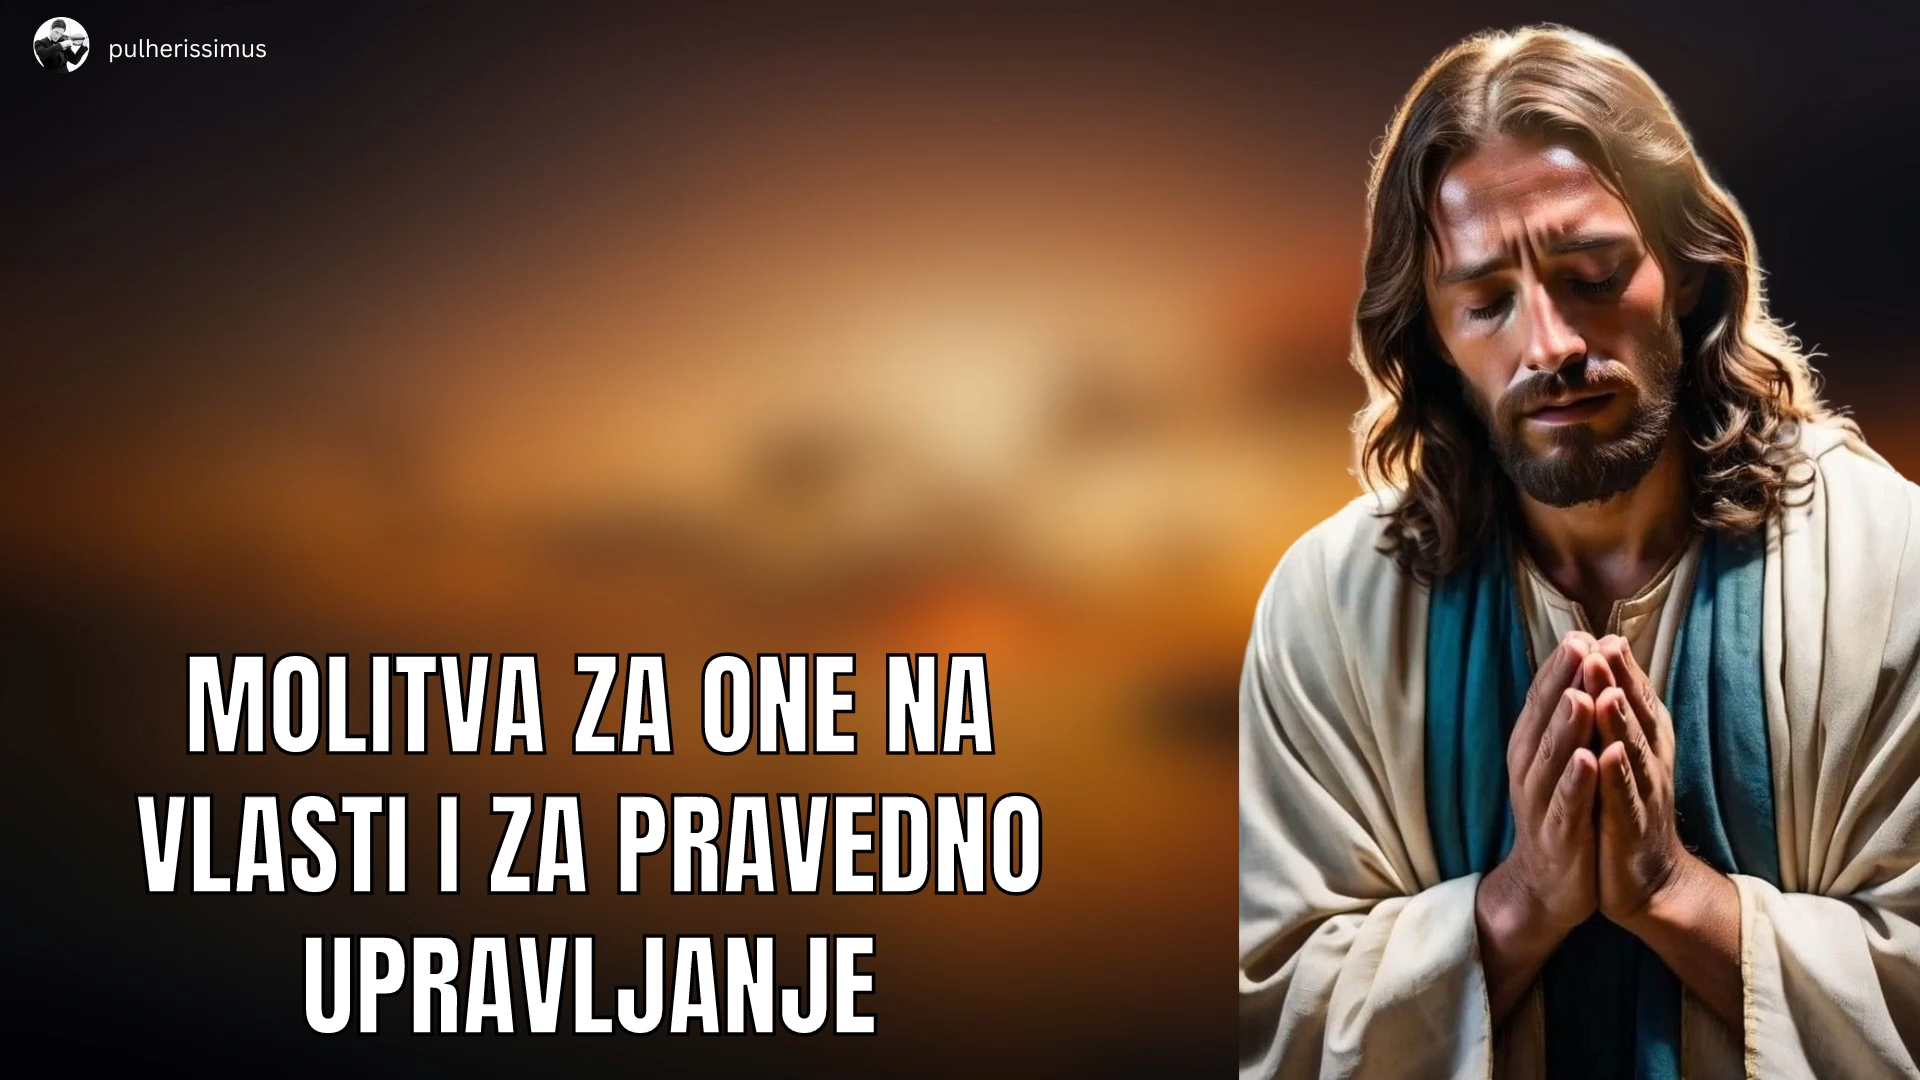 pulherissimus
MOLITVA ZA ONE NA
VLASTI I ZA PRAVEDNO
UPRAVLJANJE